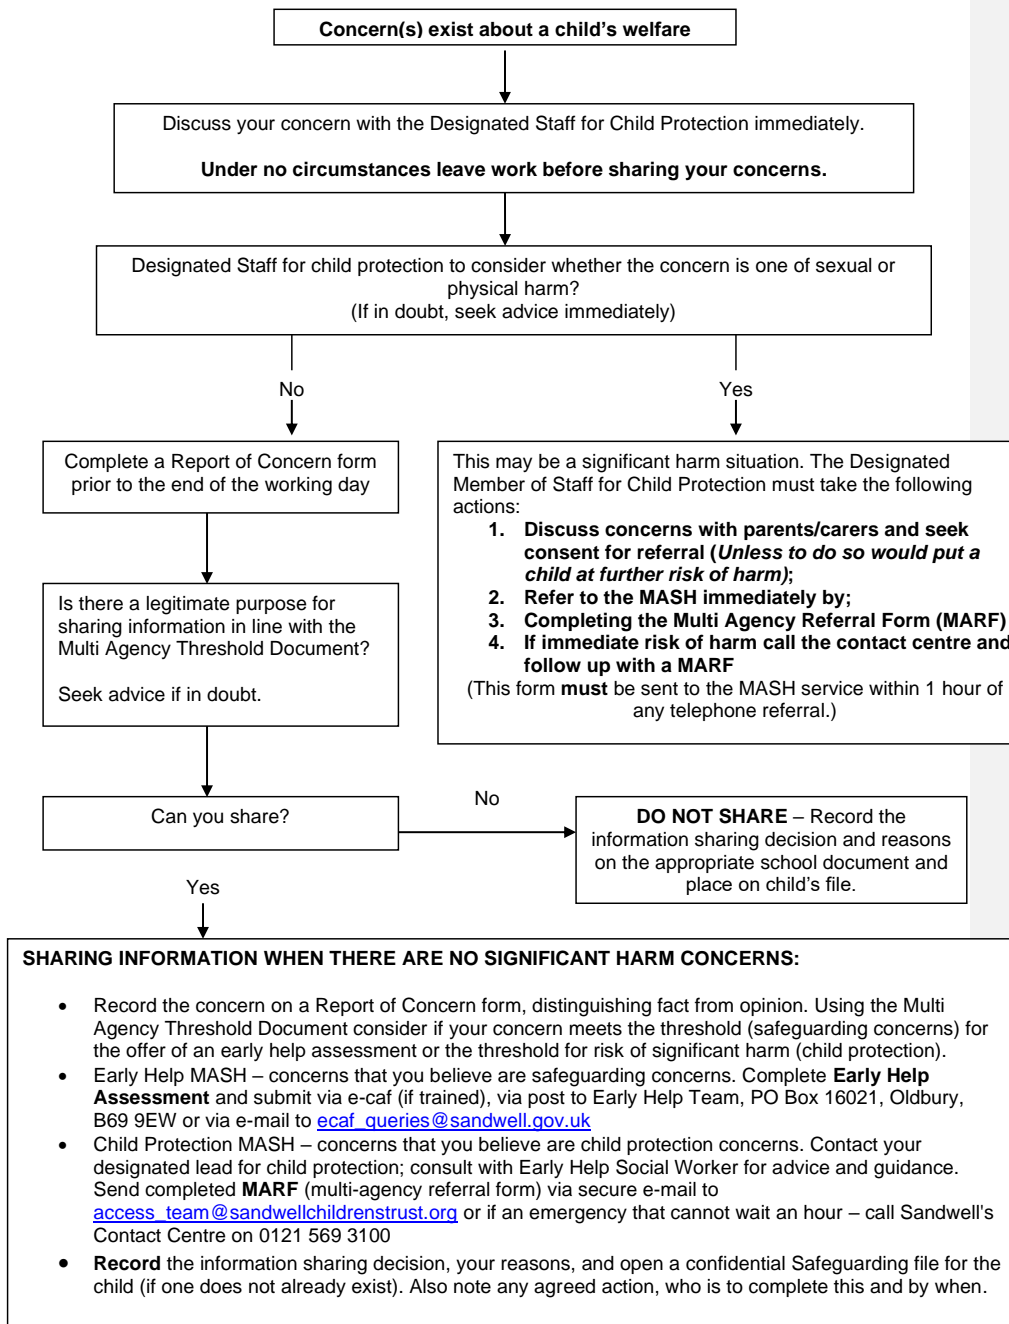 Concern(s) exist about a child's welfare
Discuss your concern with the Designated Staff for Child Protection immediately.
Under no circumstances leave work before sharing your concerns.
Designated Staff for child protection to consider whether the concern is one of sexual or
physical harm?
(If in doubt, seek advice immediately)
No
Yes
Complete a Report of Concern form
prior to the end of the working day
This may be a significant harm situation. The Designated
Member of Staff for Child Protection must take the following
actions:
1. Discuss concerns with parents/carers and seek
consent for referral (Unless to do so would put a
child at further risk of harm);
2. Refer to the MASH immediately by;
3. Completing the Multi Agency Referral Form (MARF)
4. If immediate risk of harm call the contact centre and
follow up with a MARF
(This form must be sent to the MASH service within 1 hour of
any telephone referral.)
Is there a legitimate purpose for
sharing information in line with the
Multi Agency Threshold Document?
Seek advice if in doubt.
Can you share?
No
DO NOT SHARE – Record the
information sharing decision and reasons
on the appropriate school document and
place on child's file.
Yes
SHARING INFORMATION WHEN THERE ARE NO SIGNIFICANT HARM CONCERNS:
• Record the concern on a Report of Concern form, distinguishing fact from opinion. Using the Multi
Agency Threshold Document consider if your concern meets the threshold (safeguarding concerns) for
the offer of an early help assessment or the threshold for risk of significant harm (child protection).
• Early Help MASH – concerns that you believe are safeguarding concerns. Complete Early Help
Assessment and submit via e-caf (if trained), via post to Early Help Team, PO Box 16021, Oldbury,
B69 9EW or via e-mail to ecaf_queries@sandwell.gov.uk
• Child Protection MASH – concerns that you believe are child protection concerns. Contact your
designated lead for child protection; consult with Early Help Social Worker for advice and guidance.
Send completed MARF (multi-agency referral form) via secure e-mail to
access_team@sandwellchildrenstrust.org or if an emergency that cannot wait an hour – call Sandwell's
Contact Centre on 0121 569 3100
• Record the information sharing decision, your reasons, and open a confidential Safeguarding file for the
child (if one does not already exist). Also note any agreed action, who is to complete this and by when.